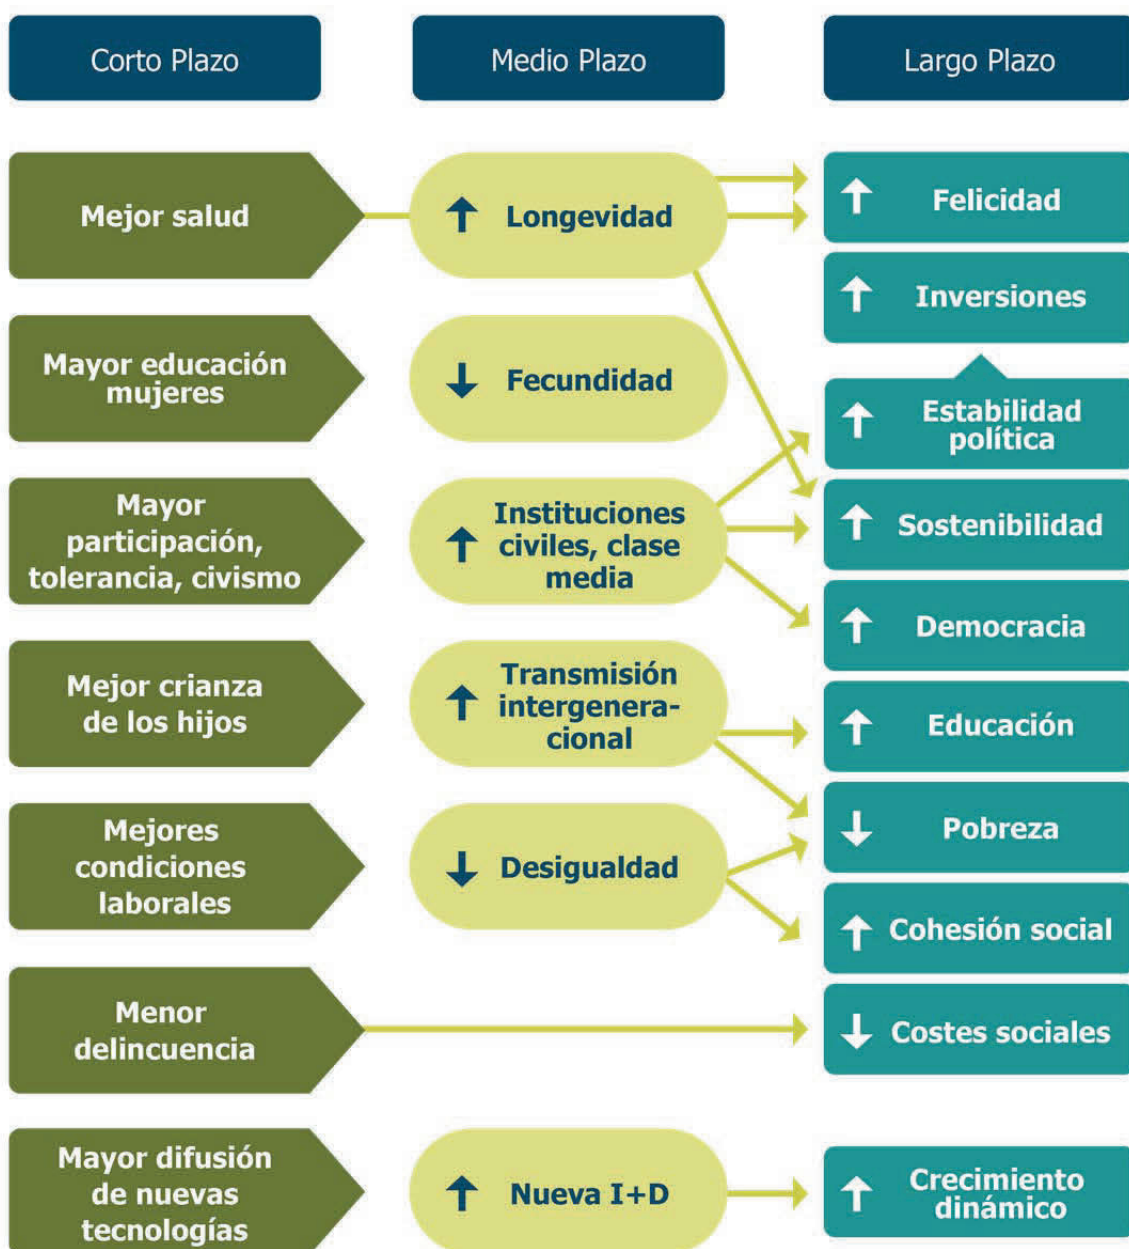 Corto Plazo
Medio Plazo
Largo Plazo
Mejor salud
↑ Longevidad
↑ Felicidad
↑ Inversiones
Mayor educación
mujeres
↓ Fecundidad
↑ Estabilidad
política
Mayor
participación,
tolerancia, civismo
↑ Instituciones
civiles, clase
media
↑ Sostenibilidad
↑ Democracia
Mejor crianza
de los hijos
↑ Transmisión
intergenera-
cional
↑ Educación
↓ Pobreza
Mejores
condiciones
laborales
↓ Desigualdad
↑ Cohesión social
Menor
delincuencia
↓ Costes sociales
Mayor difusión
de nuevas
tecnologías
↑ Nueva I+D
↑ Crecimiento
dinámico